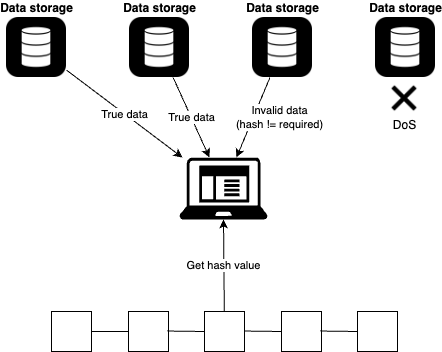 Data storage
Data storage
Data storage
Data storage
True data
True data
Invalid data
(hash != required)
DoS
Get hash value